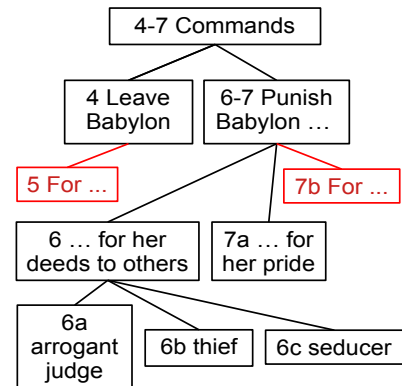 4-7 Commands
4 Leave
Babylon
6-7 Punish
Babylon …
5 For ...
7b For ...
6 … for her
deeds to others
7a … for
her pride
6a
arrogant
judge
6b thief
6c seducer